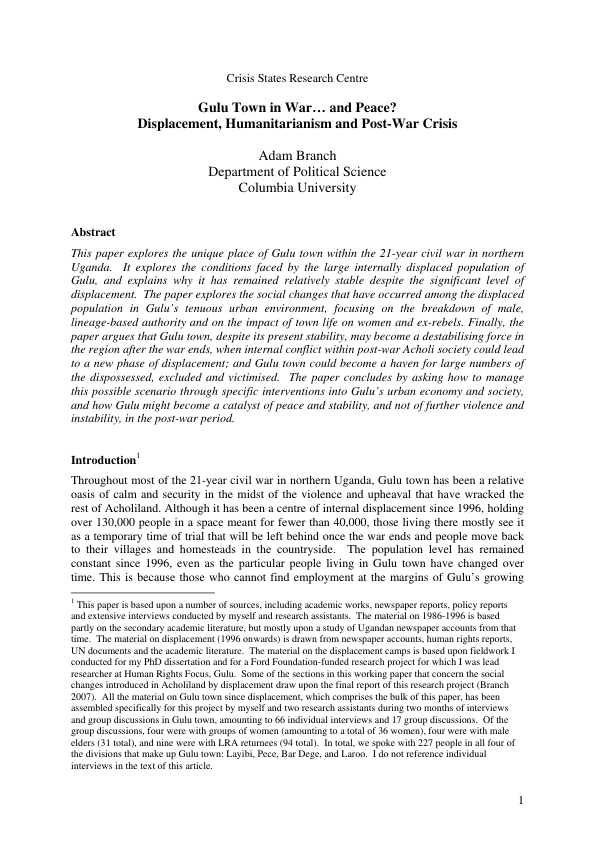 Crisis States Research Centre
Gulu Town in War… and Peace?
Displacement, Humanitarianism and Post-War Crisis
Adam Branch
Department of Political Science
Columbia University
Abstract
This paper explores the unique place of Gulu town within the 21-year civil war in northern
Uganda. It explores the conditions faced by the large internally displaced population of
Gulu, and explains why it has remained relatively stable despite the significant level of
displacement. The paper explores the social changes that have occurred among the displaced
population in Gulu's tenuous urban environment, focusing on the breakdown of male,
lineage-based authority and on the impact of town life on women and ex-rebels. Finally, the
paper argues that Gulu town, despite its present stability, may become a destabilising force in
the region after the war ends, when internal conflict within post-war Acholi society could lead
to a new phase of displacement; and Gulu town could become a haven for large numbers of
the dispossessed, excluded and victimised. The paper concludes by asking how to manage
this possible scenario through specific interventions into Gulu's urban economy and society,
and how Gulu might become a catalyst of peace and stability, and not of further violence and
instability, in the post-war period.
Introduction1
Throughout most of the 21-year civil war in northern Uganda, Gulu town has been a relative
oasis of calm and security in the midst of the violence and upheaval that have wracked the
rest of Acholiland. Although it has been a centre of internal displacement since 1996, holding
over 130,000 people in a space meant for fewer than 40,000, those living there mostly see it
as a temporary time of trial that will be left behind once the war ends and people move back
to their villages and homesteads in the countryside. The population level has remained
constant since 1996, even as the particular people living in Gulu town have changed over
time. This is because those who cannot find employment at the margins of Gulu's growing
1 This paper is based upon a number of sources, including academic works, newspaper reports, policy reports
and extensive interviews conducted by myself and research assistants. The material on 1986-1996 is based
partly on the secondary academic literature, but mostly upon a study of Ugandan newspaper accounts from that
time. The material on displacement (1996 onwards) is drawn from newspaper accounts, human rights reports,
UN documents and the academic literature. The material on the displacement camps is based upon fieldwork I
conducted for my PhD dissertation and for a Ford Foundation-funded research project for which I was lead
researcher at Human Rights Focus, Gulu. Some of the sections in this working paper that concern the social
changes introduced in Acholiland by displacement draw upon the final report of this research project (Branch
2007). All the material on Gulu town since displacement, which comprises the bulk of this paper, has been
assembled specifically for this project by myself and two research assistants during two months of interviews
and group discussions in Gulu town, amounting to 66 individual interviews and 17 group discussions. Of the
group discussions, four were with groups of women (amounting to a total of 36 women), four were with male
elders (31 total), and nine were with LRA returnees (94 total). In total, we spoke with 227 people in all four of
the divisions that make up Gulu town: Layibi, Pece, Bar Dege, and Laroo. I do not reference individual
interviews in the text of this article.
1